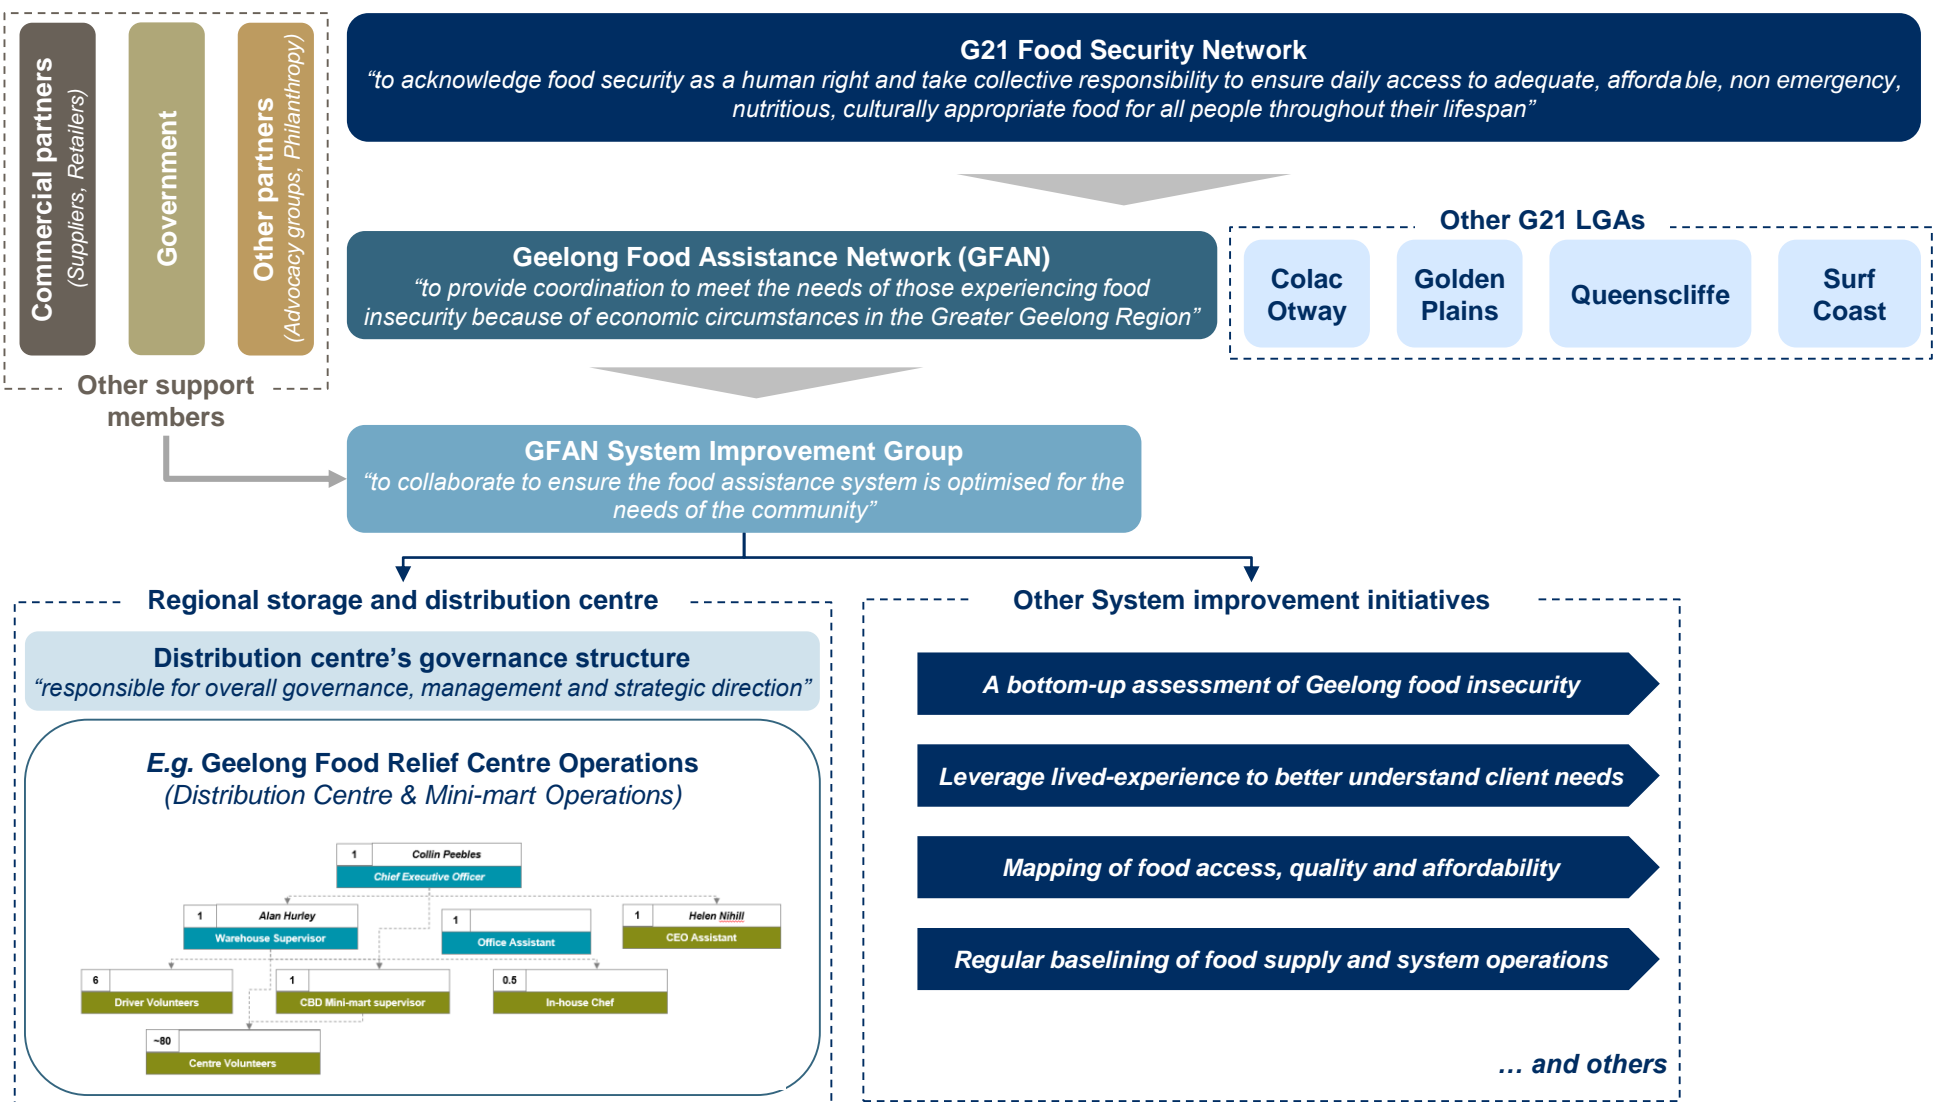 Commercial partners
(Suppliers, Retailers)
Government
Other partners
(Advocacy groups, Philanthropy)
Other support
members
G21 Food Security Network
“to acknowledge food security as a human right and take collective responsibility to ensure daily access to adequate, affordable, non emergency,
nutritious, culturally appropriate food for all people throughout their lifespan”
Geelong Food Assistance Network (GFAN)
“to provide coordination to meet the needs of those experiencing food
insecurity because of economic circumstances in the Greater Geelong Region”
Other G21 LGAs
Colac
Otway
Golden
Plains
Queenscliffe
Surf
Coast
GFAN System Improvement Group
“to collaborate to ensure the food assistance system is optimised for the
needs of the community”
Regional storage and distribution centre
Distribution centre’s governance structure
“responsible for overall governance, management and strategic direction”
E.g. Geelong Food Relief Centre Operations
(Distribution Centre & Mini-mart Operations)
1 Collin Peebles
Chief Executive Officer
1 Alan Hurley
Warehouse Supervisor
1
Office Assistant
1 Helen Nihill
CEO Assistant
6
Driver Volunteers
1
CBD Mini-mart supervisor
0.5
In-house Chef
~80
Centre Volunteers
Other System improvement initiatives
A bottom-up assessment of Geelong food insecurity
Leverage lived-experience to better understand client needs
Mapping of food access, quality and affordability
Regular baselining of food supply and system operations
… and others